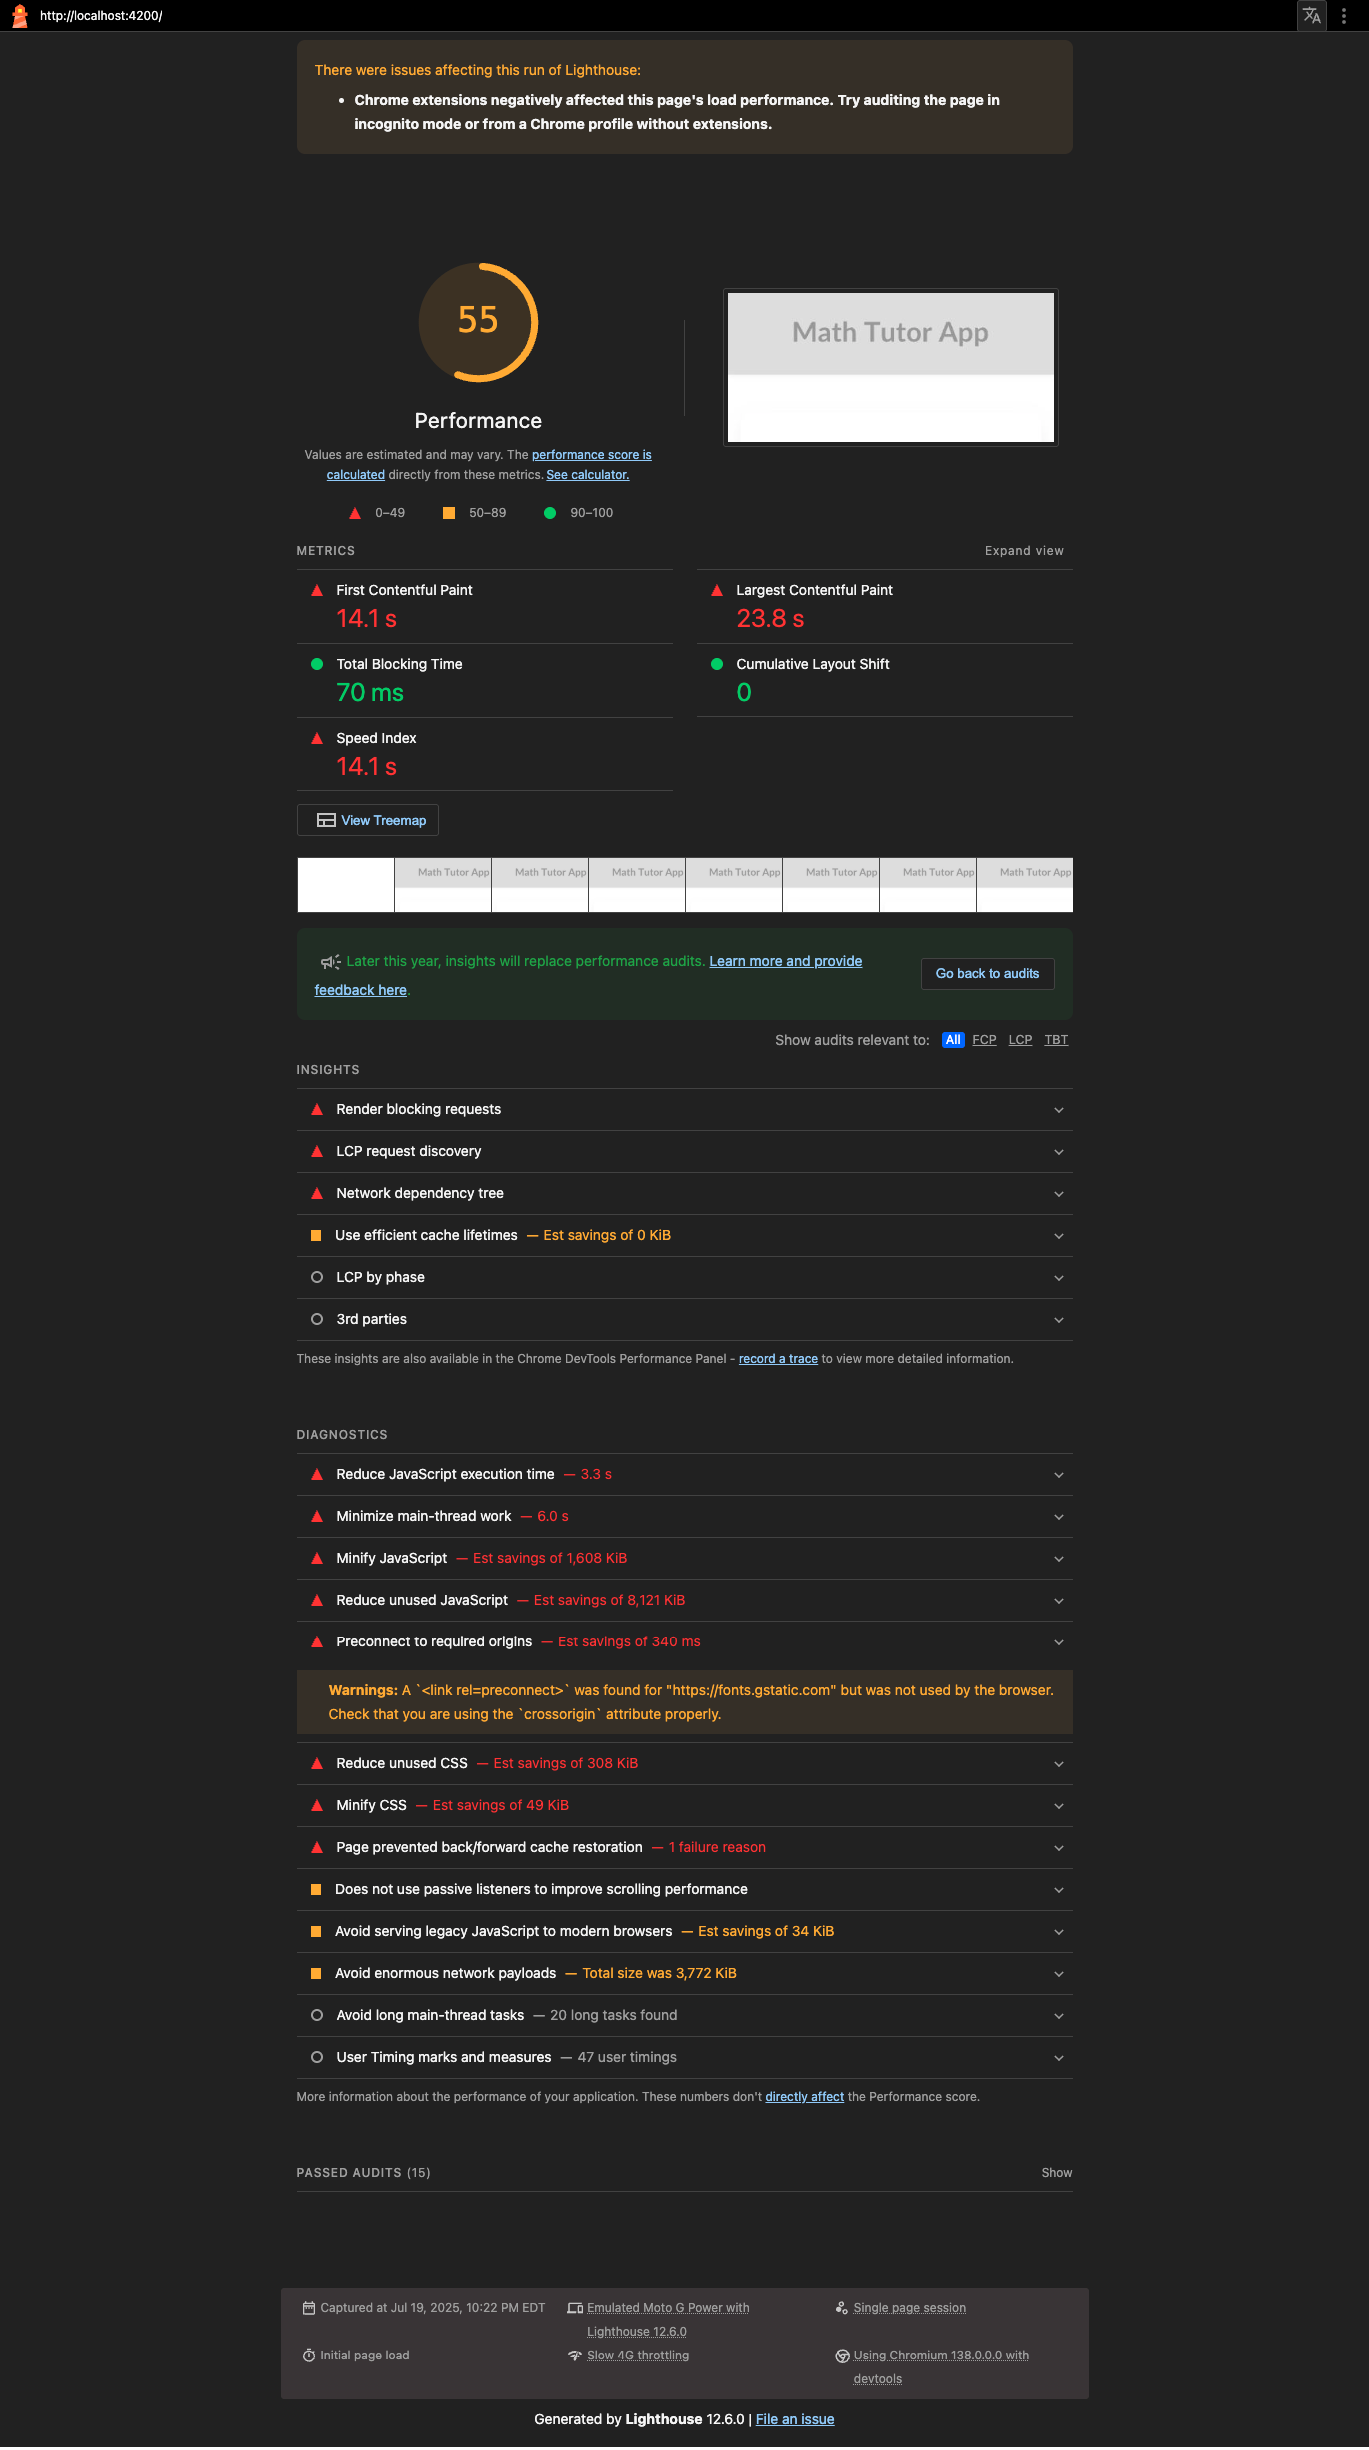 http://localhost:4200/
There were issues affecting this run of Lighthouse:
• Chrome extensions negatively affected this page's load performance. Try auditing the page in
incognito mode or from a Chrome profile without extensions.
55
Performance
Values are estimated and may vary. The performance score is
calculated directly from these metrics. See calculator.
0–49
50–89
90–100
Math Tutor App
METRICS
Expand view
First Contentful Paint
14.1 s
Largest Contentful Paint
23.8 s
Total Blocking Time
70 ms
Cumulative Layout Shift
0
Speed Index
14.1 s
View Treemap
Math Tutor App
Math Tutor App
Math Tutor App
Math Tutor App
Math Tutor App
Math Tutor App
Math Tutor App
Later this year, insights will replace performance audits. Learn more and provide
feedback here.
Go back to audits
Show audits relevant to: All FCP LCP TBT
INSIGHTS
Render blocking requests
LCP request discovery
Network dependency tree
Use efficient cache lifetimes — Est savings of 0 KiB
LCP by phase
3rd parties
These insights are also available in the Chrome DevTools Performance Panel - record a trace to view more detailed information.
DIAGNOSTICS
Reduce JavaScript execution time — 3.3 s
Minimize main-thread work — 6.0 s
Minify JavaScript — Est savings of 1,608 KiB
Reduce unused JavaScript — Est savings of 8,121 KiB
Preconnect to required origins — Est savings of 340 ms
Warnings: A `<link rel=preconnect>` was found for "https://fonts.gstatic.com" but was not used by the browser.
Check that you are using the `crossorigin` attribute properly.
Reduce unused CSS — Est savings of 308 KiB
Minify CSS — Est savings of 49 KiB
Page prevented back/forward cache restoration — 1 failure reason
Does not use passive listeners to improve scrolling performance
Avoid serving legacy JavaScript to modern browsers — Est savings of 34 KiB
Avoid enormous network payloads — Total size was 3,772 KiB
Avoid long main-thread tasks — 20 long tasks found
User Timing marks and measures — 47 user timings
More information about the performance of your application. These numbers don't directly affect the Performance score.
PASSED AUDITS (15)
Show
Captured at Jul 19, 2025, 10:22 PM EDT
Emulated Moto G Power with
Lighthouse 12.6.0
Single page session
Initial page load
Slow 4G throttling
Using Chromium 138.0.0.0 with
devtools
Generated by Lighthouse 12.6.0 | File an issue